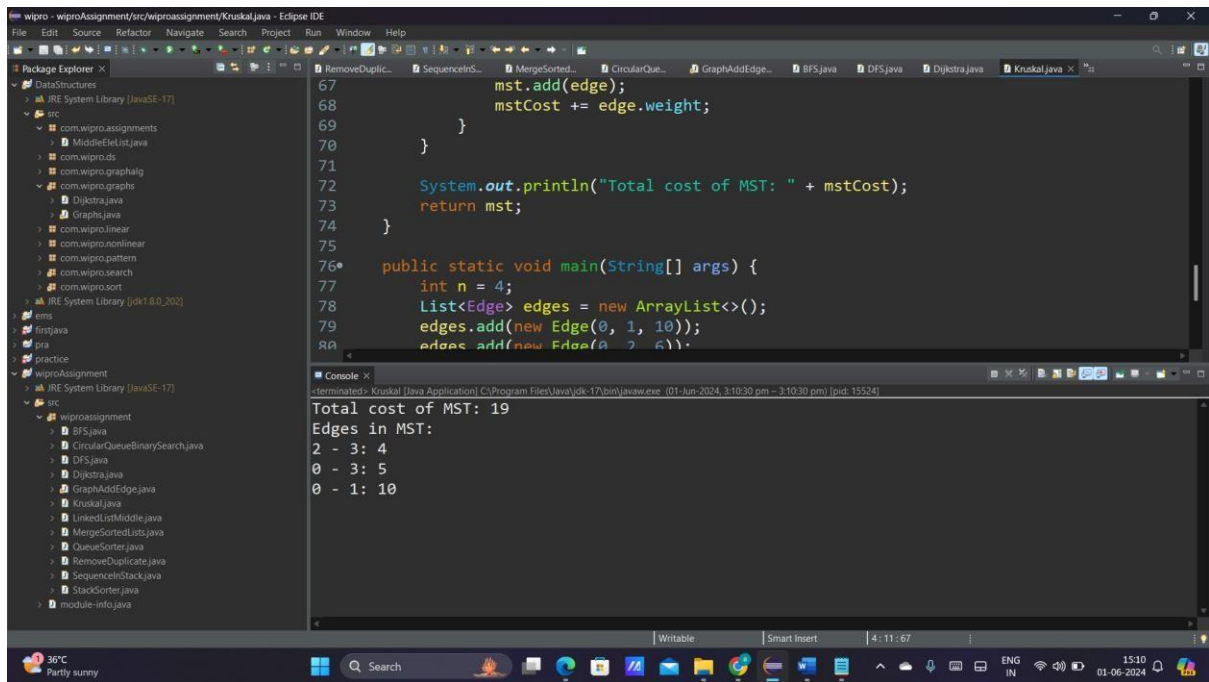 wipro - wiproAssignment/src/wiproassignment/Kruskal.java - Eclipse IDE
File Edit Source Refactor Navigate Search Project Run Window Help
Package Explorer
DataStructures
JRE System Library [JavaSE-17]
src
com.wipro.assignments
MiddleEleList.java
com.wipro.ds
com.wipro.graphalg
com.wipro.graphs
Dijkstra.java
Graphs.java
com.wipro.linear
com.wipro.nonlinear
com.wipro.pattern
com.wipro.search
com.wipro.sort
JRE System Library [jdk1.8.0_202]
ems
firstjava
pra
practice
wiproAssignment
JRE System Library [JavaSE-17]
src
wiproassignment
BFS.java
CircularQueueBinarySearch.java
DFS.java
Dijkstra.java
GraphAddEdge.java
Kruskal.java
LinkedListMiddle.java
MergeSortedLists.java
QueueSorter.java
RemoveDuplicate.java
SequenceInStack.java
StackSorter.java
module-info.java
RemoveDuplic... SequenceInS... MergeSorted... CircularQue... GraphAddEdge... BFS.java DFS.java Dijkstra.java Kruskal.java
67 mst.add(edge);
68 mstCost += edge.weight;
69 }
70 }
71
72 System.out.println("Total cost of MST: " + mstCost);
73 return mst;
74 }
75
76 public static void main(String[] args) {
77 int n = 4;
78 List<Edge> edges = new ArrayList<>();
79 edges.add(new Edge(0, 1, 10));
80 edges.add(new Edge(0, 2, 6));
Console
<terminated> Kruskal [Java Application] C:\Program Files\Java\jdk-17\bin\javaw.exe (01-Jun-2024, 3:10:30 pm – 3:10:30 pm) [pid: 15524]
Total cost of MST: 19
Edges in MST:
2 - 3: 4
0 - 3: 5
0 - 1: 10
Writable Smart Insert 4 : 11 : 67
1
36°C
Partly sunny
Search
ENG
IN
15:10
01-06-2024